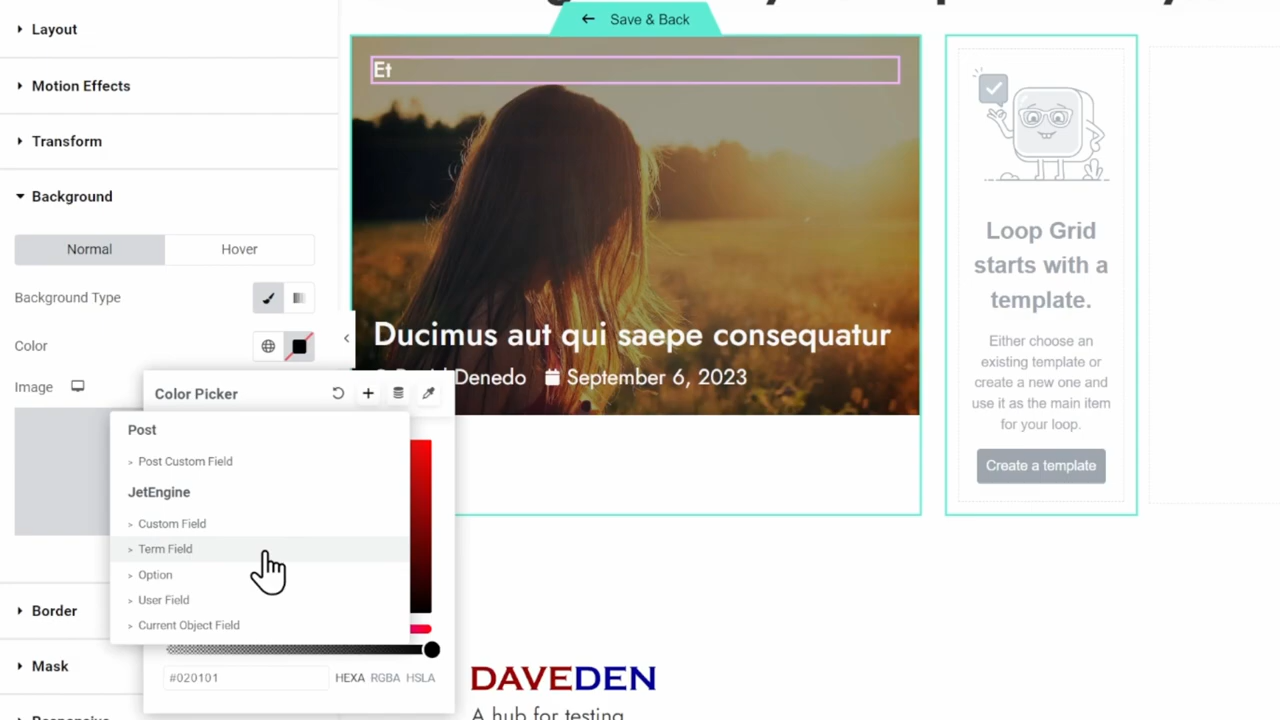 Layout
Motion Effects
Transform
Background
Normal
Hover
Background Type
Color
Image
Color Picker
Post
> Post Custom Field
JetEngine
> Custom Field
> Term Field
> Option
> User Field
> Current Object Field
#020101
HEXA RGBA HSLA
Border
Mask
Save & Back
Et
Ducimus aut qui saepe consequatur
Denedo
September 6, 2023
Loop Grid
starts with a
template.
Either choose an
existing template or
create a new one and
use it as the main item
for your loop.
Create a template
DAVEDEN
A hub for testing